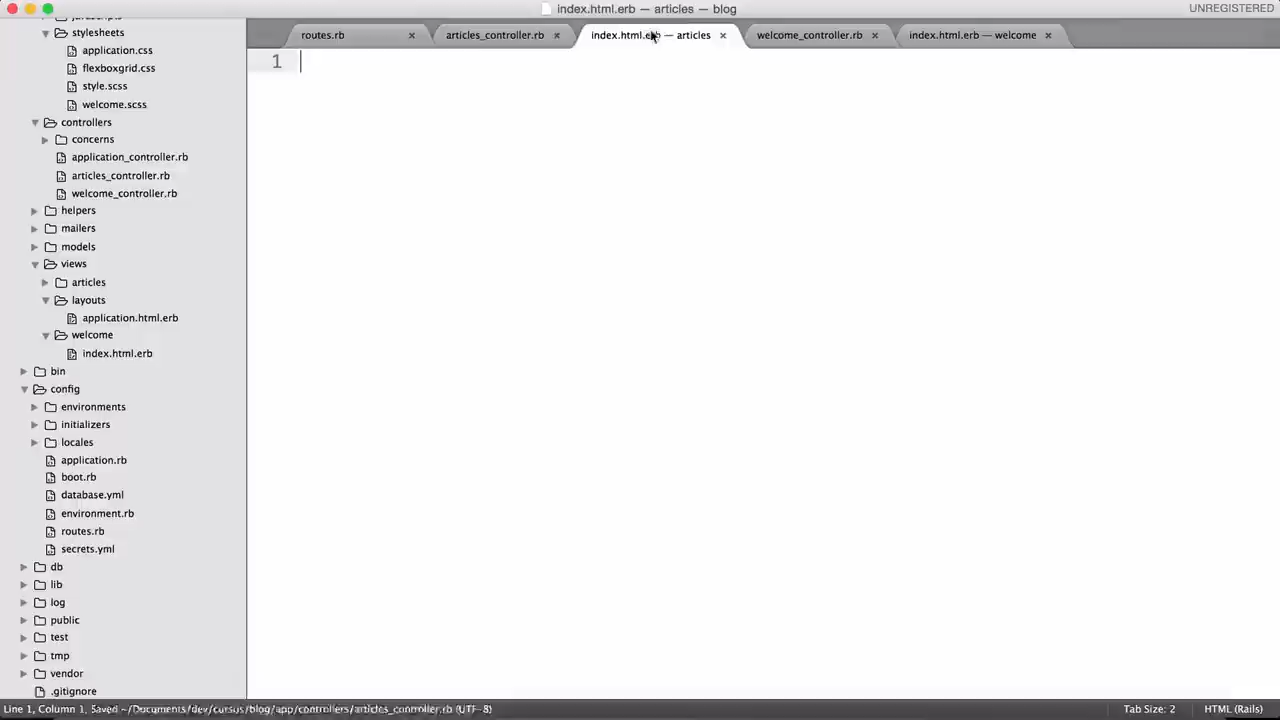 index.html.erb — articles — blog
UNREGISTERED
routes.rb
articles_controller.rb
index.html.erb — articles
welcome_controller.rb
index.html.erb — welcome
1
stylesheets
application.css
flexboxgrid.css
style.scss
welcome.scss
controllers
concerns
application_controller.rb
articles_controller.rb
welcome_controller.rb
helpers
mailers
models
views
articles
layouts
application.html.erb
welcome
index.html.erb
bin
config
environments
initializers
locales
application.rb
boot.rb
database.yml
environment.rb
routes.rb
secrets.yml
db
lib
log
public
test
tmp
vendor
.gitignore
Line 1, Column 1, Saved ~/Documents/dev/cursus/blog/app/controllers/articles_controller.rb (UTF-8)
Tab Size: 2
HTML (Rails)